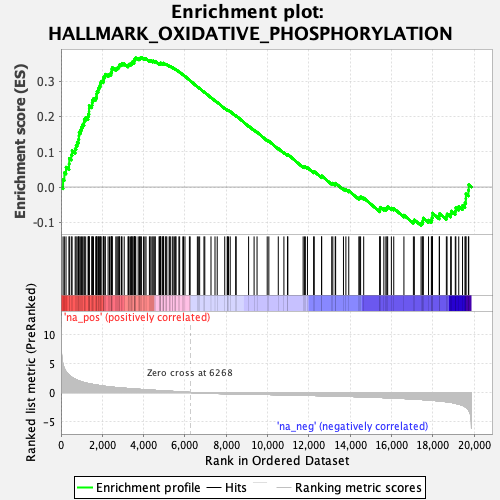 Enrichment plot:
HALLMARK_OXIDATIVE_PHOSPHORYLATION
Enrichment score (ES)
0.3
0.2
0.1
0.0
-0.1
'na_pos' (positively correlated)
Ranked list metric (PreRanked)
10
5
0
-5
Zero cross at 6268
'na_neg' (negatively correlated)
0 2,000 4,000 6,000 8,000 10,000 12,000 14,000 16,000 18,000 20,000
Rank in Ordered Dataset
Enrichment profile Hits Ranking metric scores